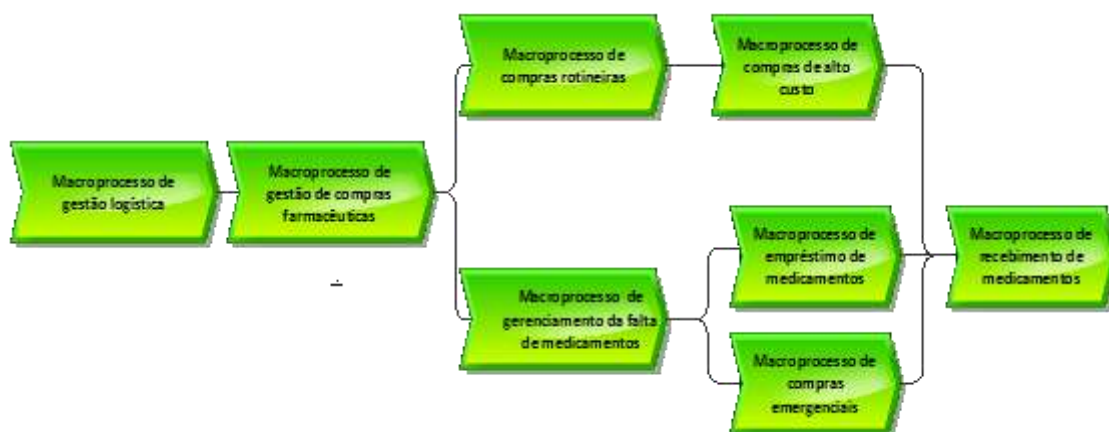 Macroprocesso de
gestão logística
Macroprocesso de
gestão de compras
farmacêuticas
Macroprocesso de
compras rotineiras
Macroprocesso de
compras de alto
custo
Macroprocesso de
gerenciamento da falta
de medicamentos
Macroprocesso de
empréstimo de
medicamentos
Macroprocesso de
compras
emergenciais
Macroprocesso de
recebimento de
medicamentos